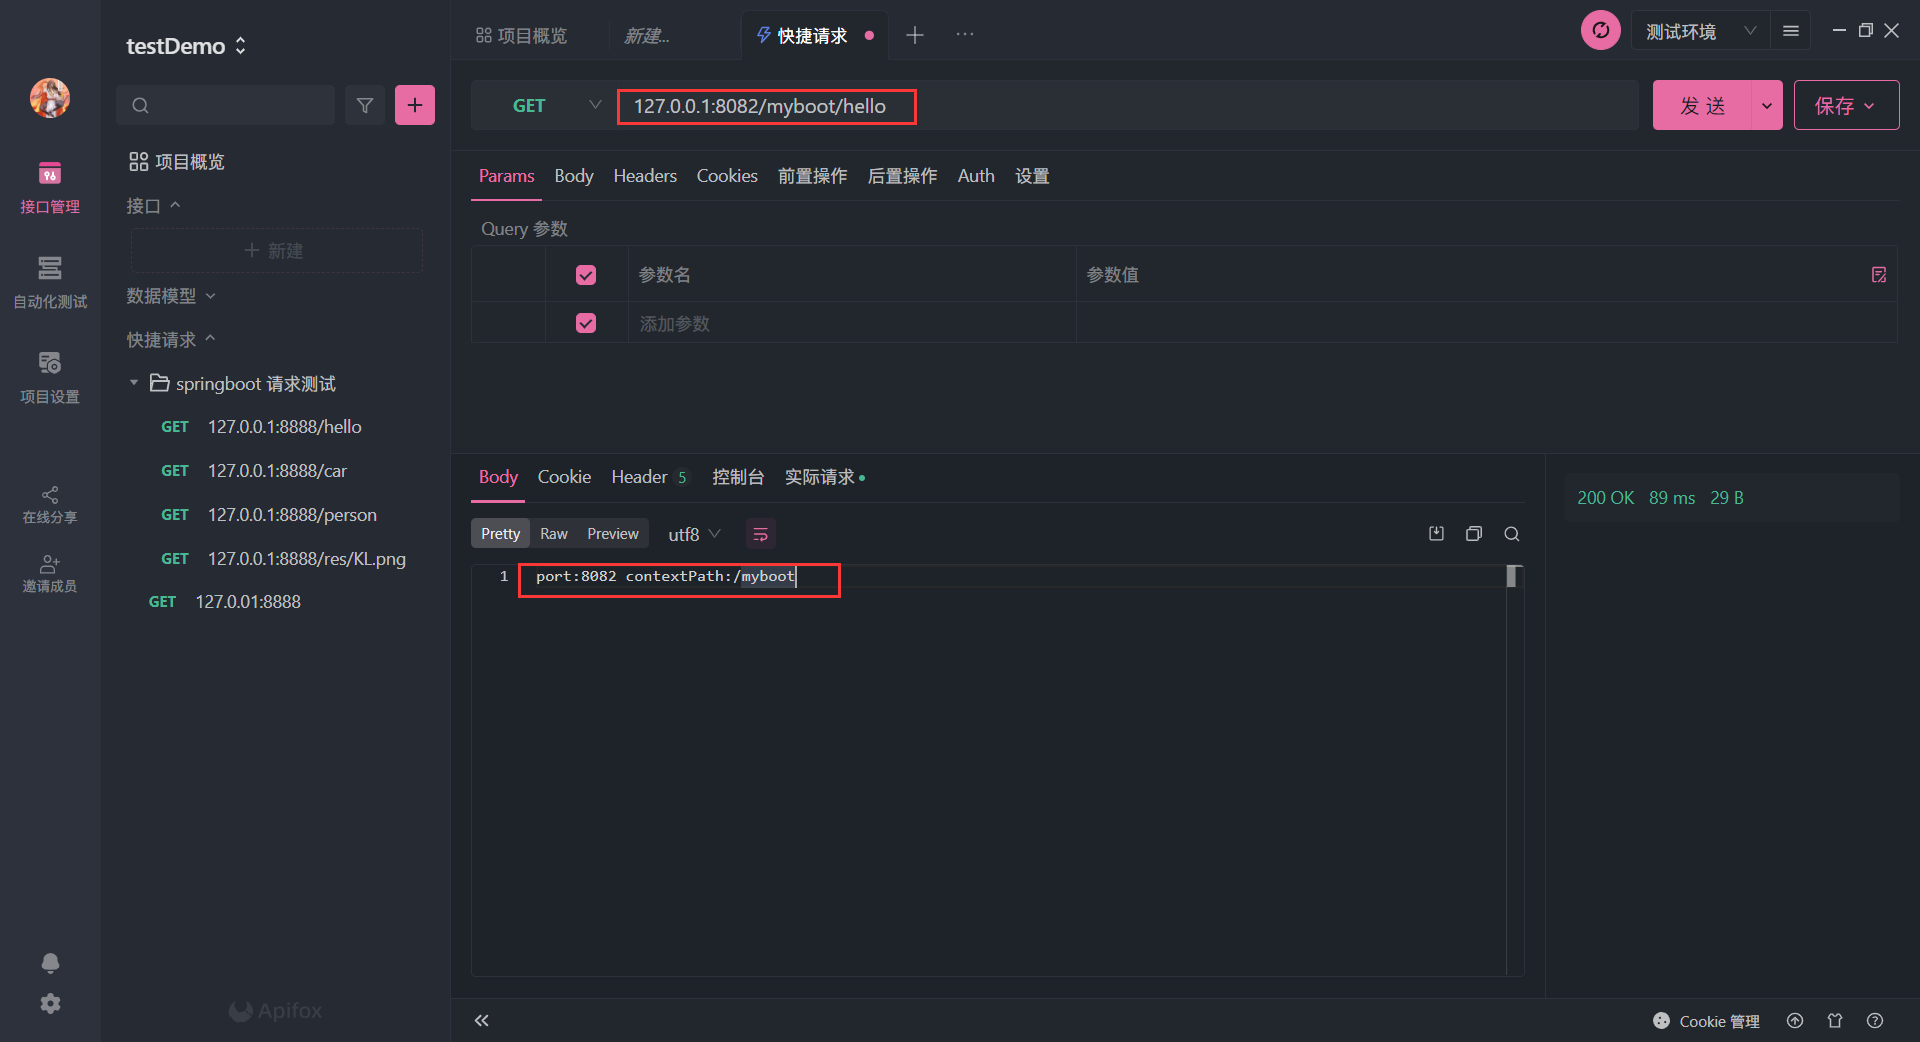 testDemo
项目概览
新建...
快捷请求
测试环境
GET
127.0.0.1:8082/myboot/hello
发 送
保存
项目概览
接口管理
接口
新建
自动化测试
数据模型
快捷请求
项目设置
springboot 请求测试
GET 127.0.0.1:8888/hello
GET 127.0.0.1:8888/car
GET 127.0.0.1:8888/person
GET 127.0.0.1:8888/res/KL.png
GET 127.0.01:8888
在线分享
邀请成员
Apifox
Params Body Headers Cookies 前置操作 后置操作 Auth 设置
Query 参数
参数名 参数值
添加参数
Body Cookie Header 5 控制台 实际请求
200 OK 89 ms 29 B
Pretty Raw Preview utf8
1 port:8082 contextPath:/myboot
Cookie 管理